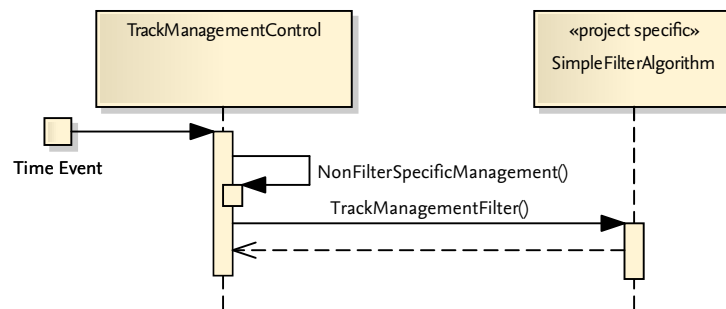 TrackManagementControl
«project specific»
SimpleFilterAlgorithm
Time Event
NonFilterSpecificManagement()
TrackManagementFilter()